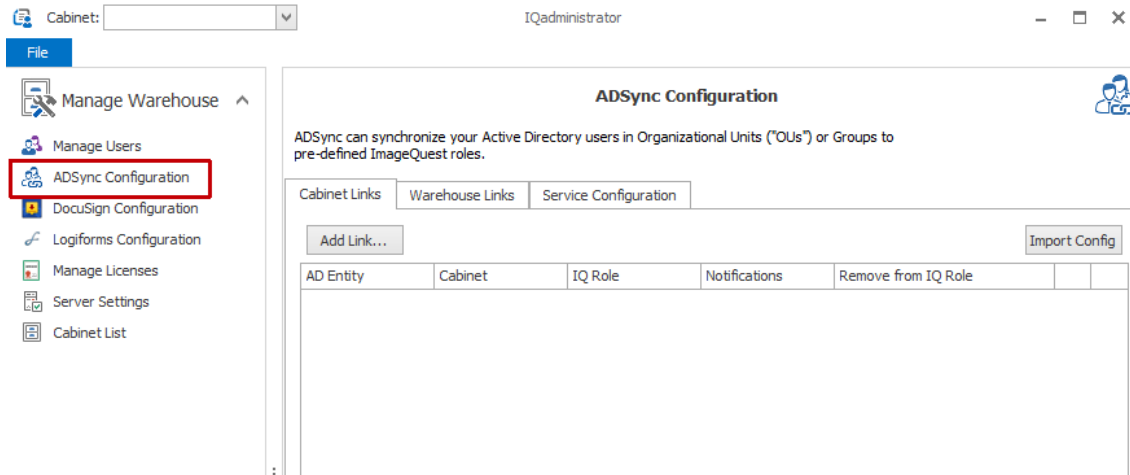 Cabinet:
IQadministrator
File
Manage Warehouse
Manage Users
ADSync Configuration
DocuSign Configuration
Logiforms Configuration
Manage Licenses
Server Settings
Cabinet List
ADSync Configuration
ADSync can synchronize your Active Directory users in Organizational Units ("OUs") or Groups to
pre-defined ImageQuest roles.
Cabinet Links Warehouse Links Service Configuration
Add Link... Import Config
AD Entity Cabinet IQ Role Notifications Remove from IQ Role